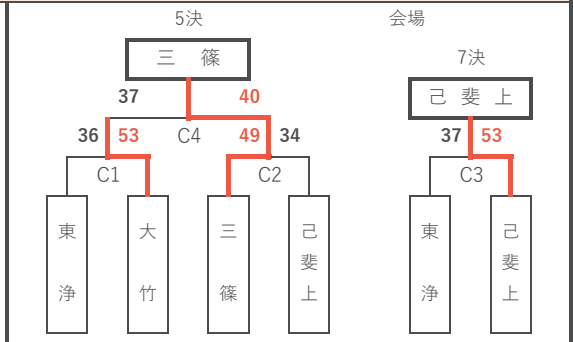 5決 会場
三 篠 7決
37 40 己 斐 上
36 53 C4 49 34 37 53
C1 C2 C3
東浄 大竹 三篠 己斐上 東浄 己斐上